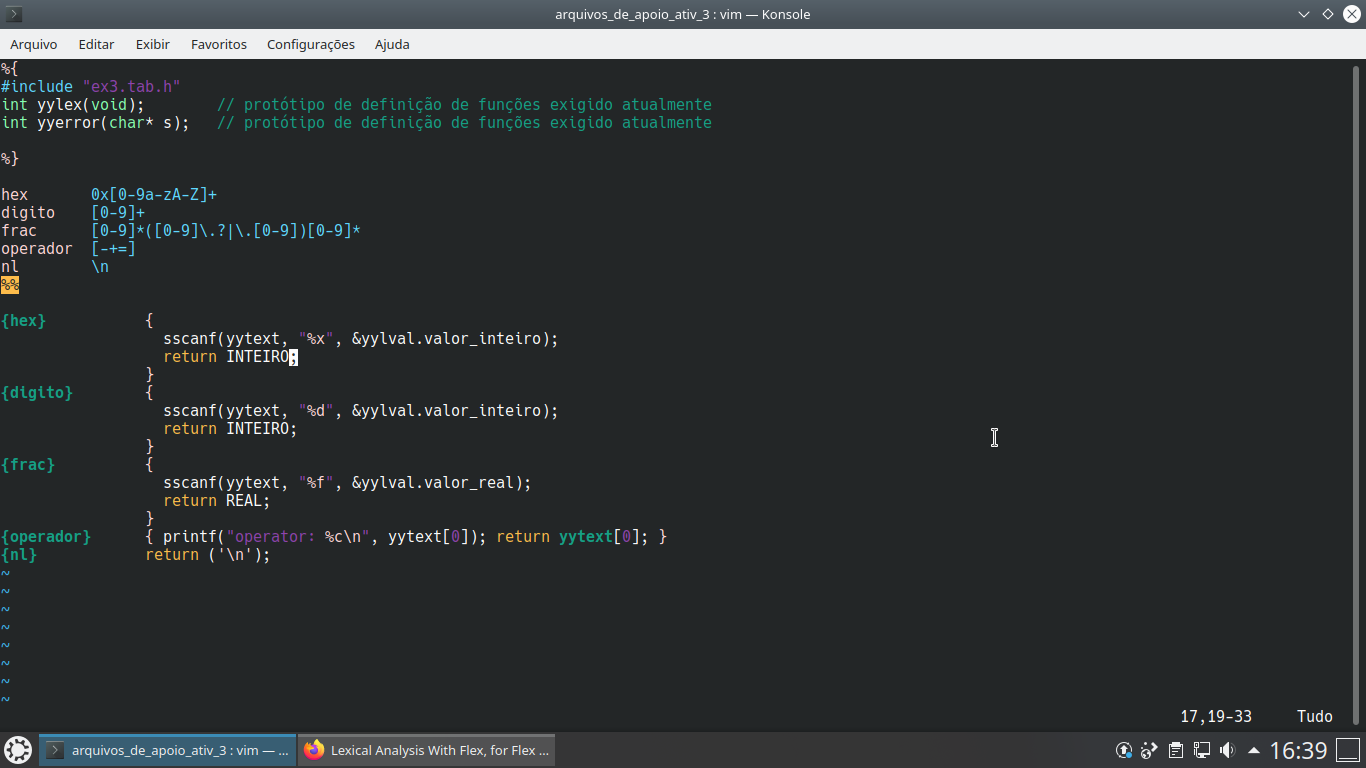 arquivos_de_apoio_ativ_3 : vim — Konsole
Arquivo Editar Exibir Favoritos Configurações Ajuda
%{
#include "ex3.tab.h"
int yylex(void);        // protótipo de definição de funções exigido atualmente
int yyerror(char* s);   // protótipo de definição de funções exigido atualmente
%}
hex       0x[0-9a-zA-Z]+
digito    [0-9]+
frac      [0-9]*([0-9]\.?|\.[0-9])[0-9]*
operador  [-+=]
nl        \n
%%
{hex}           {
                  sscanf(yytext, "%x", &yylval.valor_inteiro);
                  return INTEIRO;
                }
{digito}        {
                  sscanf(yytext, "%d", &yylval.valor_inteiro);
                  return INTEIRO;
                }
{frac}          {
                  sscanf(yytext, "%f", &yylval.valor_real);
                  return REAL;
                }
{operador}      { printf("operator: %c\n", yytext[0]); return yytext[0]; }
{nl}            return ('\n');
~
~
~
~
~
~
~
~
17,19-33     Tudo
arquivos_de_apoio_ativ_3 : vim — ... Lexical Analysis With Flex, for Flex ... 16:39